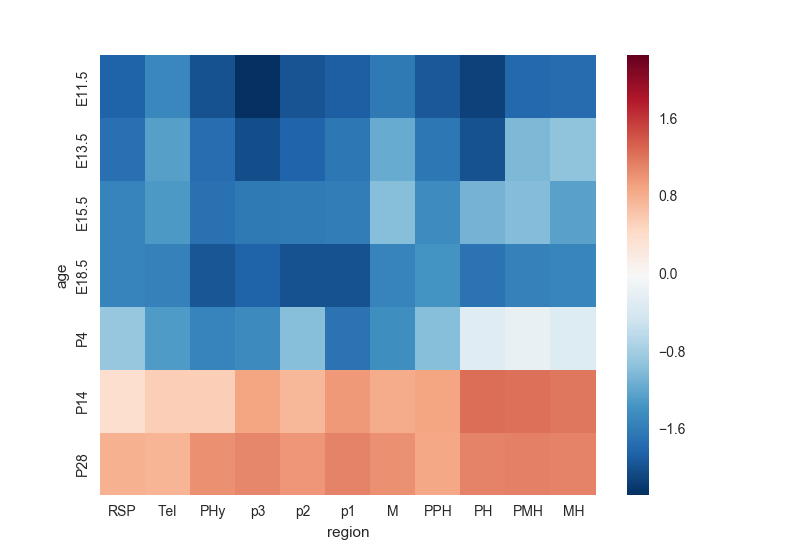 E11.5
E13.5
E15.5
E18.5
P4
P14
P28
age
RSP Tel PHy p3 p2 p1 M PPH PH PMH MH
region
1.6
0.8
0.0
−0.8
−1.6